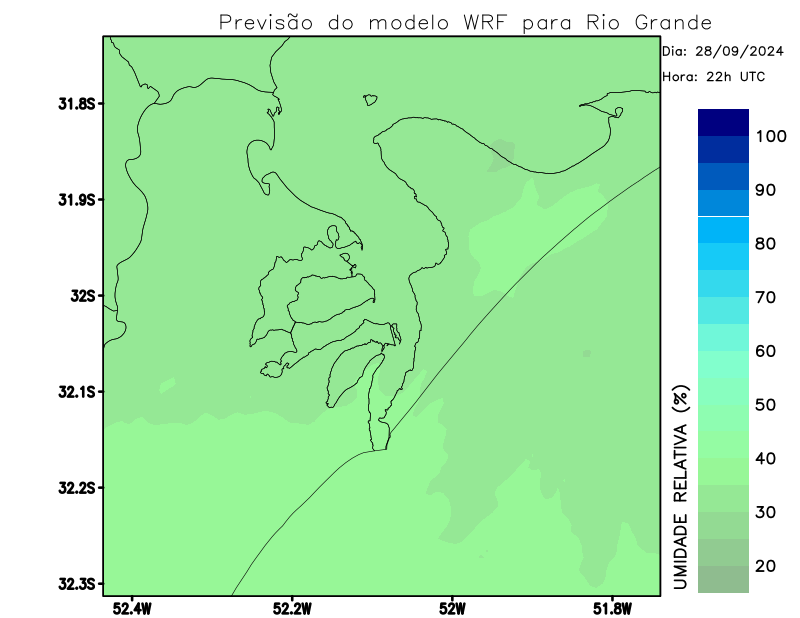 Previsão do modelo WRF para Rio Grande
Dia: 28/09/2024
Hora: 22h UTC
31.8S
31.9S
32S
32.1S
32.2S
32.3S
52.4W
52.2W
52W
51.8W
100
90
80
70
60
50
40
30
20
UMIDADE RELATIVA (%)